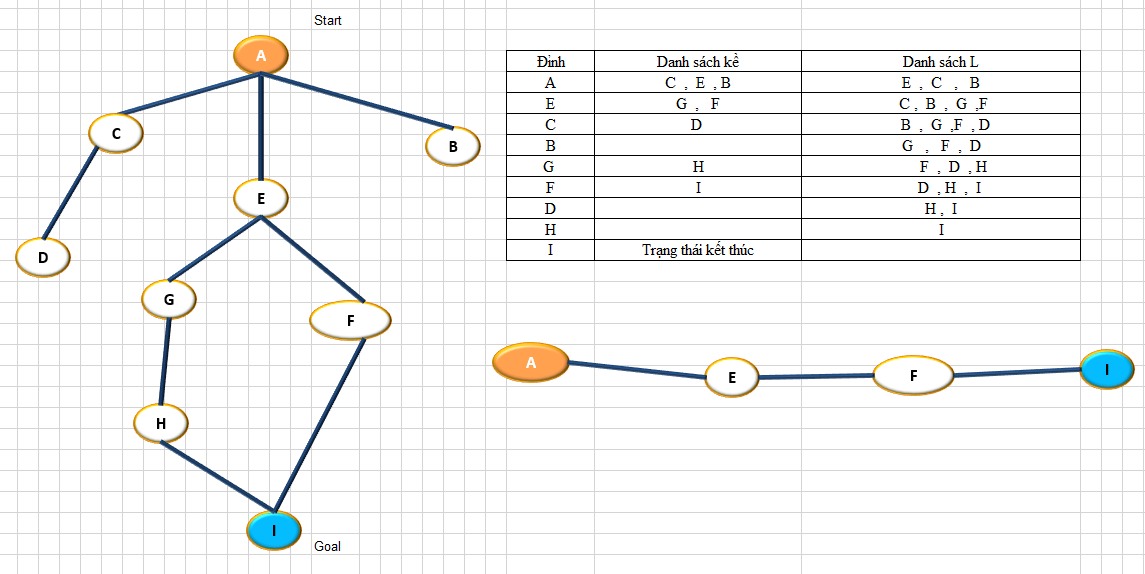 Start
A
C
B
E
D
G
F
H
I
Goal
Đỉnh Danh sách kề Danh sách L
A C , E , B E , C , B
E G , F C , B , G ,F
C D B , G ,F , D
B G , F , D
G H F , D , H
F I D , H , I
D H , I
H I
I Trạng thái kết thúc
A E F I